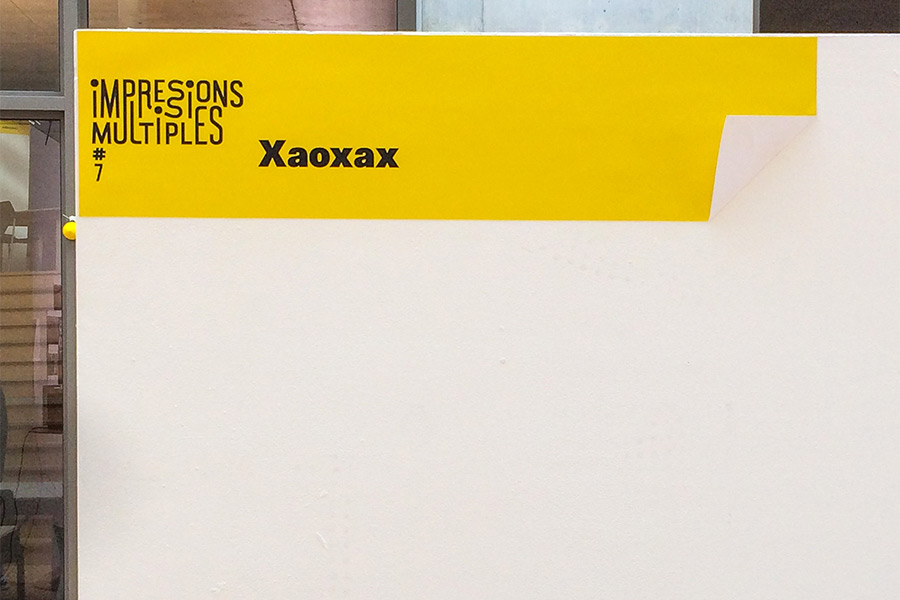 IMPRESSIONS
MULTIPLES
#
7
Xaoxax